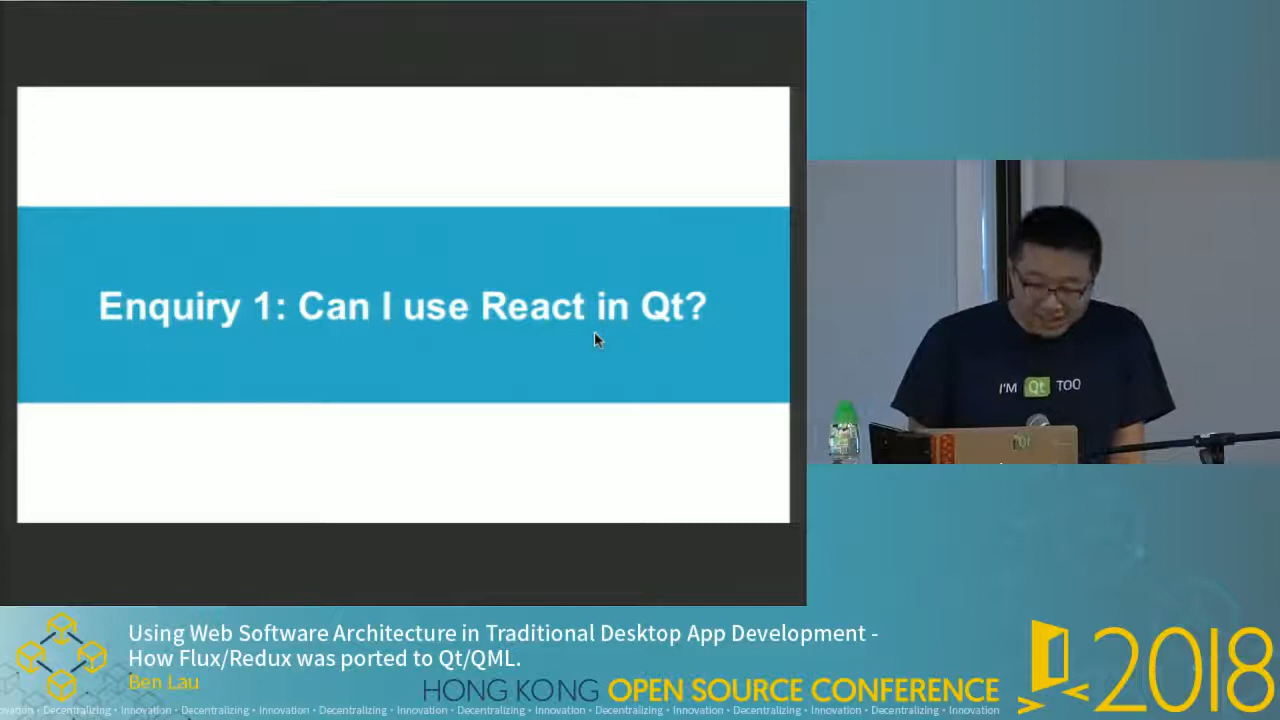 Enquiry 1: Can I use React in Qt?
I'M Qt TOO
Qt
Using Web Software Architecture in Traditional Desktop App Development -
How Flux/Redux was ported to Qt/QML.
Ben Lau
HONG KONG OPEN SOURCE CONFERENCE 2018
ovation • Decentralizing • Innovation • Decentralizing • Innovation • Decentralizing • Innovation • Decentralizing • Innovation • Decentralizing • Innovation • Decentralizing • Innovation • Decentralizing • Innovation • Decentralizing • Innovation